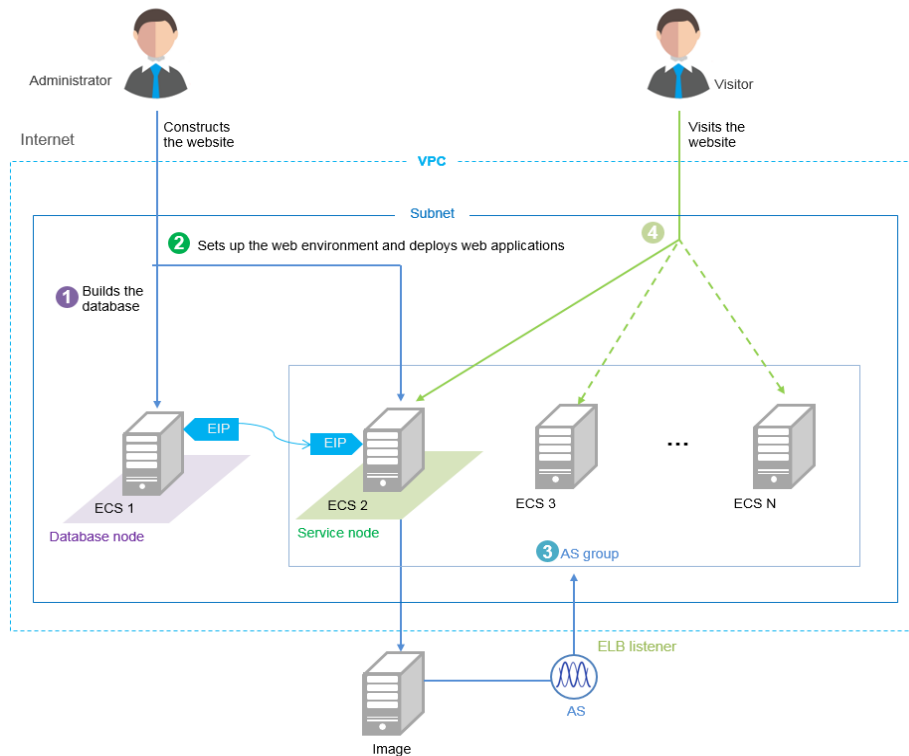 Administrator
Visitor
Internet
Constructs
the website
Visits the
website
VPC
Subnet
2 Sets up the web environment and deploys web applications
4
1 Builds the
database
EIP
EIP
...
ECS 1
ECS 2
ECS 3
ECS N
Database node
Service node
3 AS group
ELB listener
AS
Image